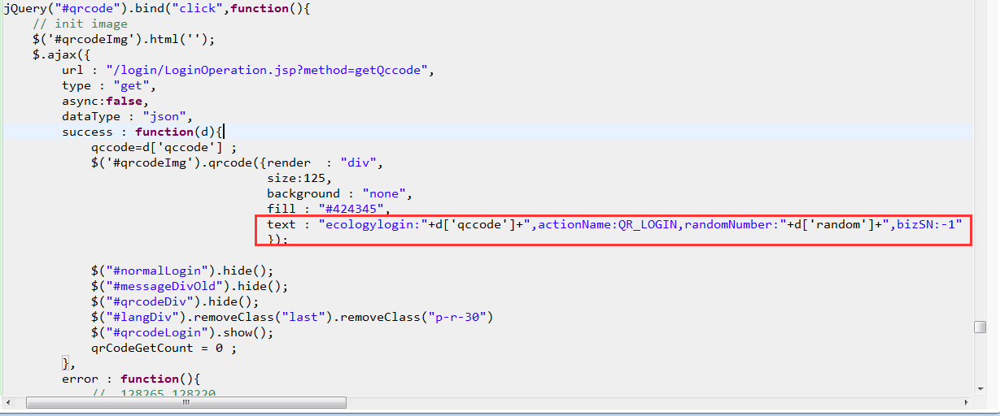 jQuery("#qrcode").bind("click",function(){
// init image
$('#qrcodeImg').html('');
$.ajax({
url : "/login/LoginOperation.jsp?method=getQccode",
type : "get",
async:false,
dataType : "json",
success : function(d){
qccode=d['qccode'] ;
$('#qrcodeImg').qrcode({render  : "div",
size:125,
background : "none",
fill : "#424345",
text : "ecologylogin:"+d['qccode']+",actionName:QR_LOGIN,randomNumber:"+d['random']+",bizSN:-1"
});
$("#normalLogin").hide();
$("#messageDivOld").hide();
$("#qrcodeDiv").hide();
$("#langDiv").removeClass("last").removeClass("p-r-30")
$("#qrcodeLogin").show();
qrCodeGetCount = 0 ;
},
error : function(){
//  128265 128220